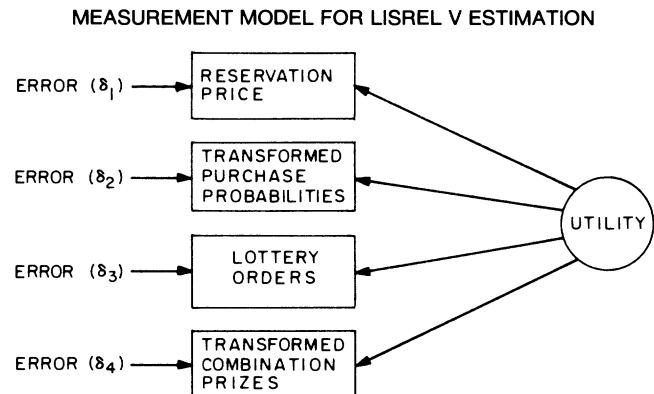 MEASUREMENT MODEL FOR LISREL V ESTIMATION
ERROR (δ₁)
RESERVATION
PRICE
ERROR (δ₂)
TRANSFORMED
PURCHASE
PROBABILITIES
UTILITY
ERROR (δ₃)
LOTTERY
ORDERS
ERROR (δ₄)
TRANSFORMED
COMBINATION
PRIZES